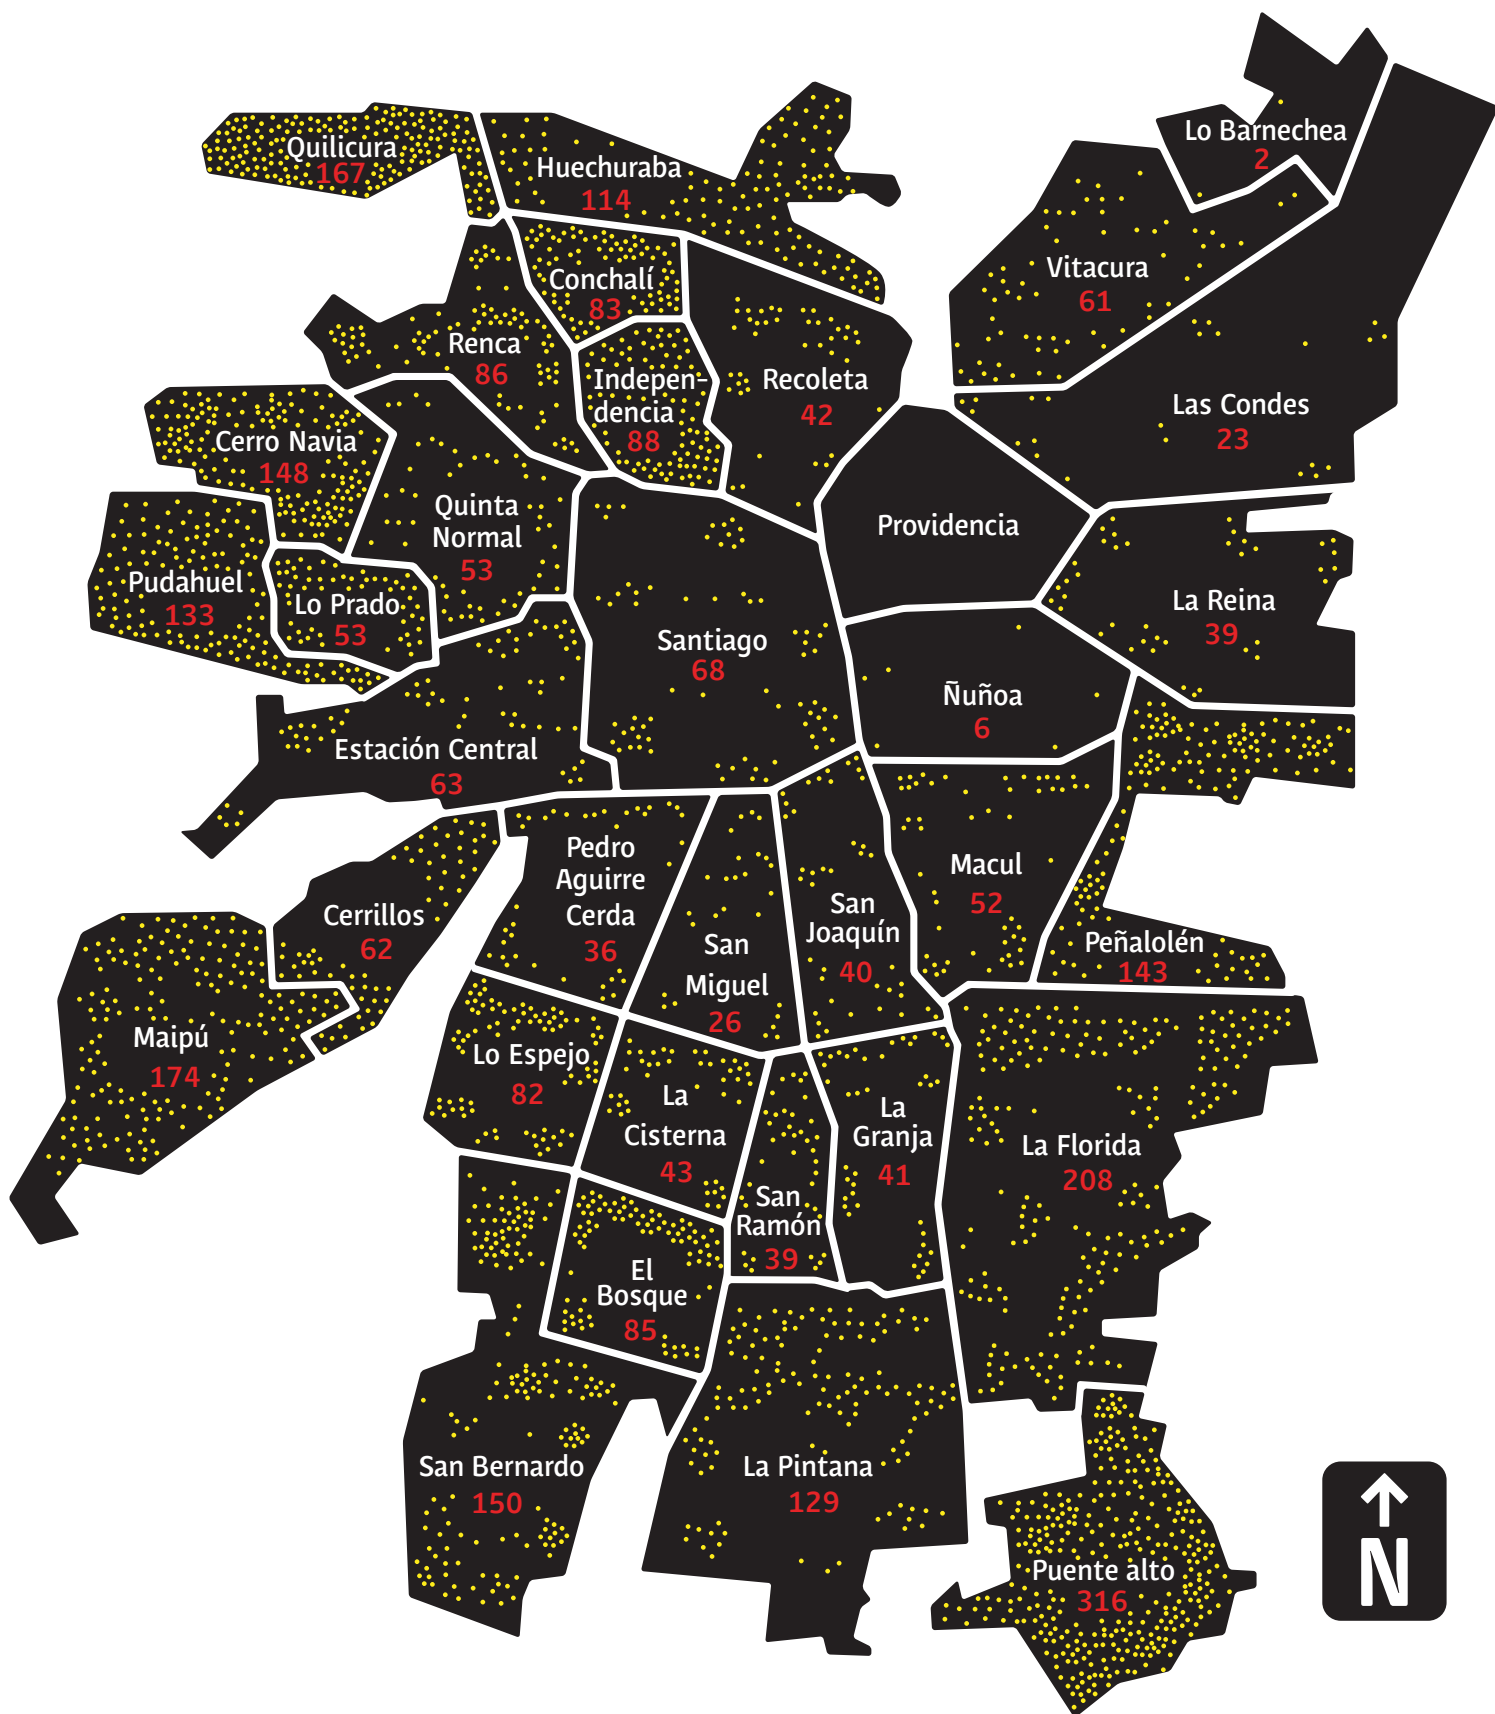 Lo Barnechea
2
Quilicura
167
Huechuraba
114
Vitacura
61
Conchalí
83
Renca
86
Indepen-
dencia
88
Recoleta
42
Las Condes
23
Cerro Navia
148
Quinta
Normal
53
Providencia
Pudahuel
133
Lo Prado
53
La Reina
39
Santiago
68
Ñuñoa
6
Estación Central
63
Pedro
Aguirre
Cerda
36
Macul
52
Cerrillos
62
San
Joaquín
40
San
Miguel
26
Peñalolén
143
Maipú
174
Lo Espejo
82
La
Cisterna
43
La
Granja
41
La Florida
208
San
Ramón
39
El
Bosque
85
San Bernardo
150
La Pintana
129
Puente alto
316
N